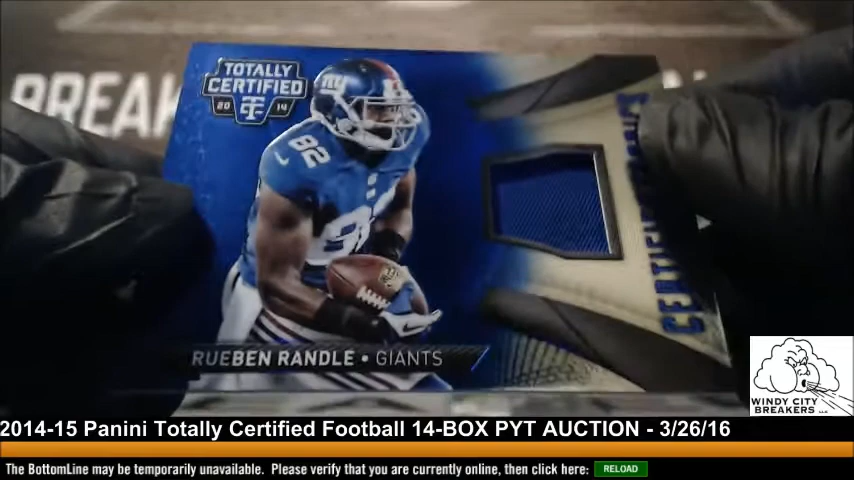 BREAK
TOTALLY
CERTIFIED
20 TC 14
82
RUEBEN RANDLE • GIANTS
WINDY CITY
BREAKERS LLC
2014-15 Panini Totally Certified Football 14-BOX PYT AUCTION - 3/26/16
The BottomLine may be temporarily unavailable. Please verify that you are currently online, then click here: RELOAD